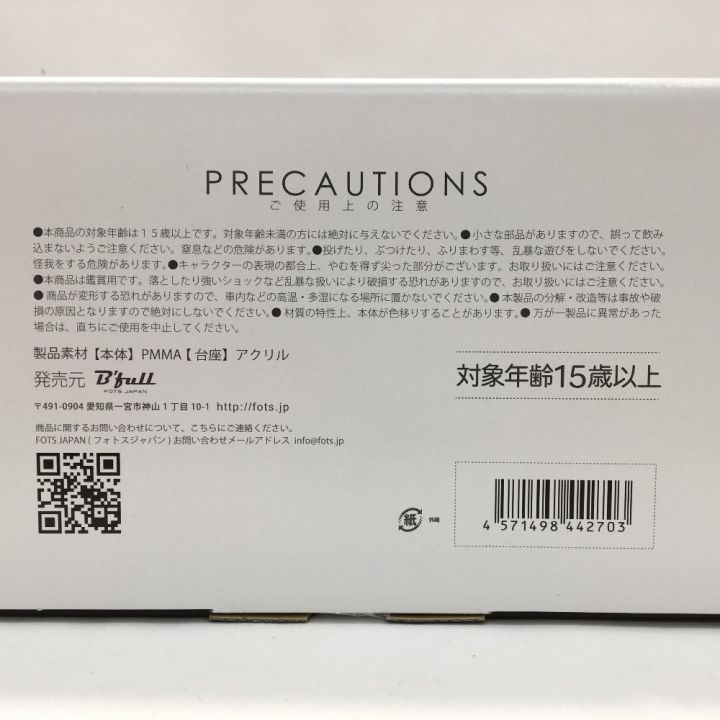 PRECAUTIONS
ご使用上の注意
●本商品の対象年齢は15歳以上です。対象年齢未満の方には絶対に与えないでください。●小さな部品がありますので、誤って飲み
込まないようご注意ください。窒息などの危険があります。●投げたり、ぶつけたり、ふりまわす等、乱暴な遊びをしないでください。
怪我をする危険があります。●キャラクターの表現の都合上、やむを得ず尖った部分がございます。お取り扱いにはご注意ください。
●本商品は鑑賞用です。落としたり強いショックなど乱暴な扱いにより破損する恐れがありますので、お取り扱いにはご注意ください。
●商品が変形する恐れがありますので、車内などの高温・多湿になる場所に置かないでください。●本製品の分解・改造等は事故や破
損の原因となりますので絶対にしないでください。●材質の特性上、本体が色移りすることがあります。●万が一製品に異常があった
場合は、直ちにご使用を中止してください。
製品素材【本体】PMMA【台座】アクリル
発売元 B'full
FOTS JAPAN
対象年齢15歳以上
〒491-0904 愛知県一宮市神山1丁目10-1 http://fots.jp
商品に関するお問い合わせについて、こちらにご連絡ください。
FOTS JAPAN(フォトスジャパン)お問い合わせメールアドレス info@fots.jp
紙 外箱
4 571498 442703